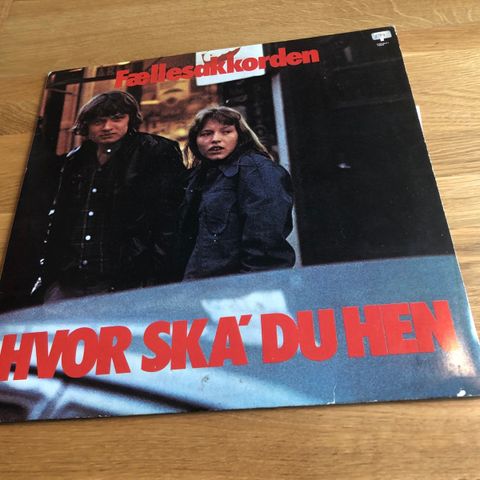 Fællesakkorden
HVOR SKA' DU HEN